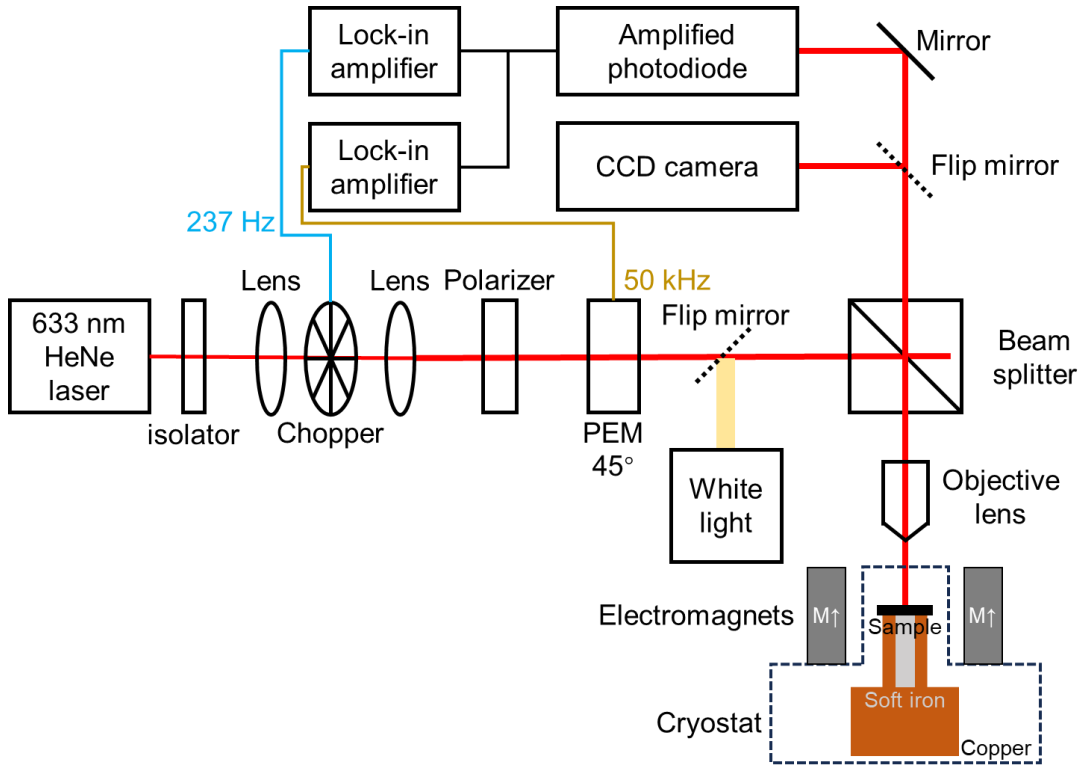 Lock-in
amplifier
Amplified
photodiode
Mirror
Lock-in
amplifier
CCD camera
Flip mirror
237 Hz
50 kHz
Lens
Lens
Polarizer
Flip mirror
633 nm
HeNe
laser
isolator
Chopper
PEM
45°
Beam
splitter
White
light
Objective
lens
Electromagnets
M↑
Sample
M↑
Soft iron
Cryostat
Copper